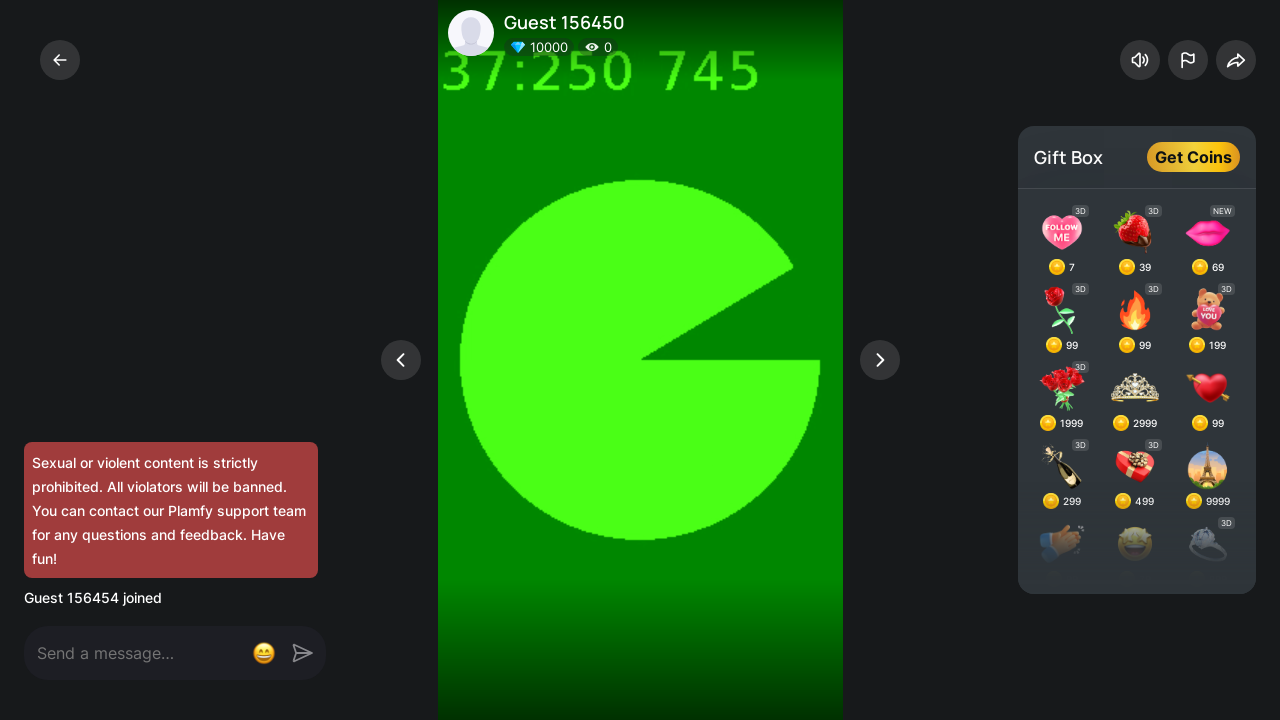 Guest 156450
10000
0
37:250 745
Gift Box
Get Coins
3D
3D
NEW
FOLLOW
ME
7
39
69
3D
3D
3D
LOVE
YOU
99
99
199
3D
1999
2999
99
3D
3D
299
499
9999
3D
Sexual or violent content is strictly
prohibited. All violators will be banned.
You can contact our Plamfy support team
for any questions and feedback. Have
fun!
Guest 156454 joined
Send a message...